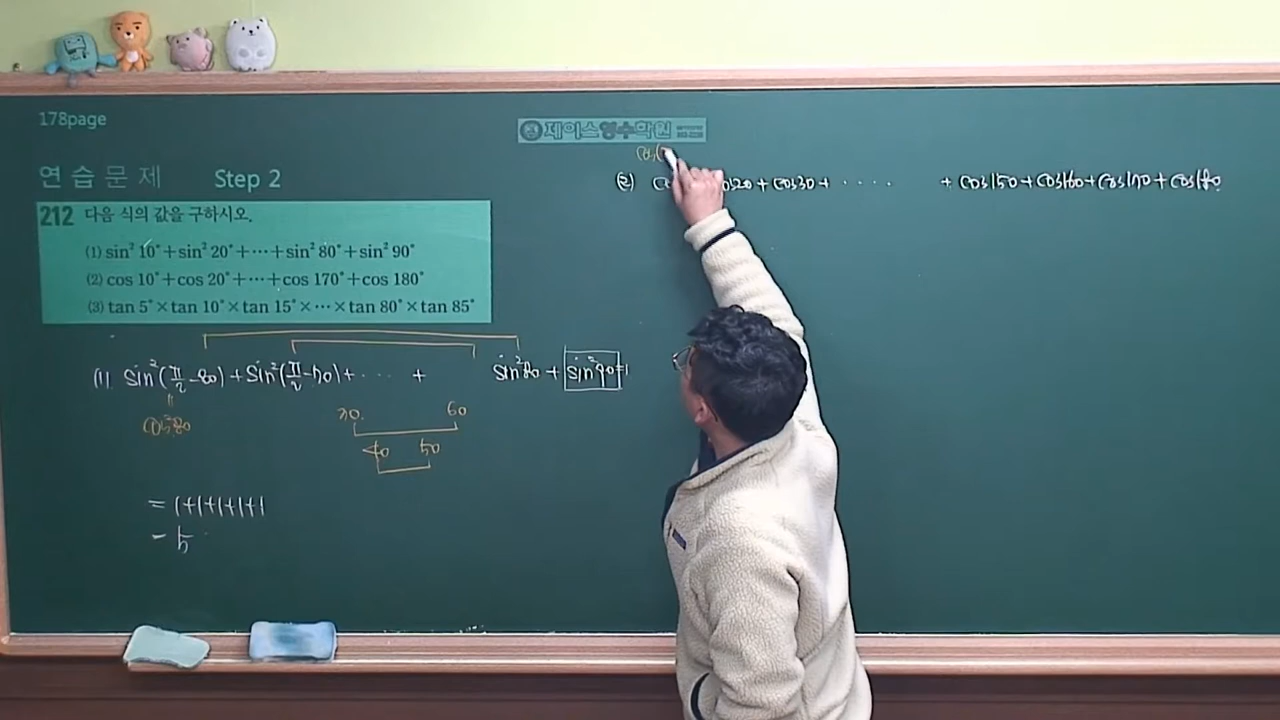 178page
제이스영수학원
연습문제 Step 2
212 다음 식의 값을 구하시오.
(1) sin² 10°+sin² 20°+⋯+sin² 80°+sin² 90°
(2) cos 10°+cos 20°+⋯+cos 170°+cos 180°
(3) tan 5°×tan 10°×tan 15°×⋯×tan 80°×tan 85°
(2) 20+cos30+ ····· +cos150+cos160+cos170+cos180
(1) sin²(π/2-80)+sin²(π/2-70)+ ··· + sin²80+sin²90=1
cos²80
30 60
40 50
=1+1+1+1+1
=5